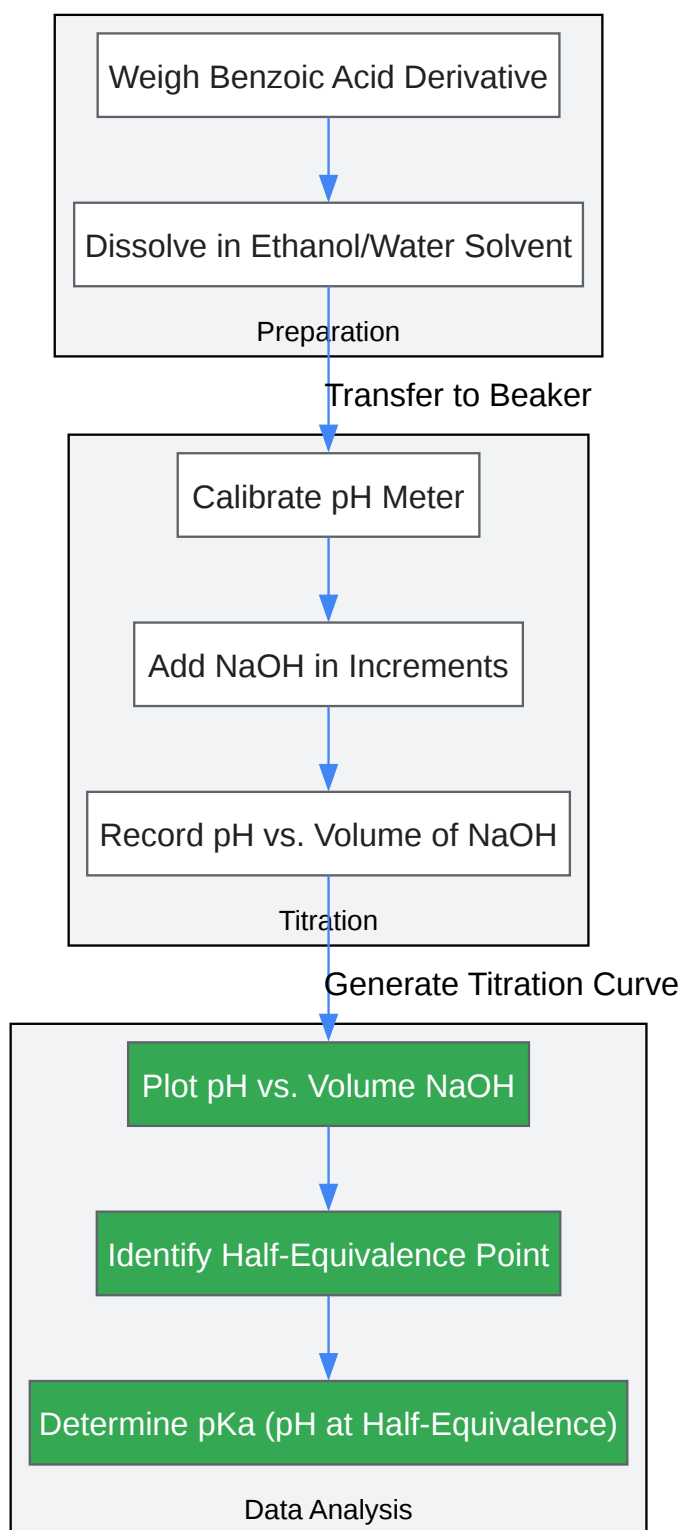 Weigh Benzoic Acid Derivative
Dissolve in Ethanol/Water Solvent
Preparation
Transfer to Beaker
Calibrate pH Meter
Add NaOH in Increments
Record pH vs. Volume of NaOH
Titration
Generate Titration Curve
Plot pH vs. Volume NaOH
Identify Half-Equivalence Point
Determine pKa (pH at Half-Equivalence)
Data Analysis